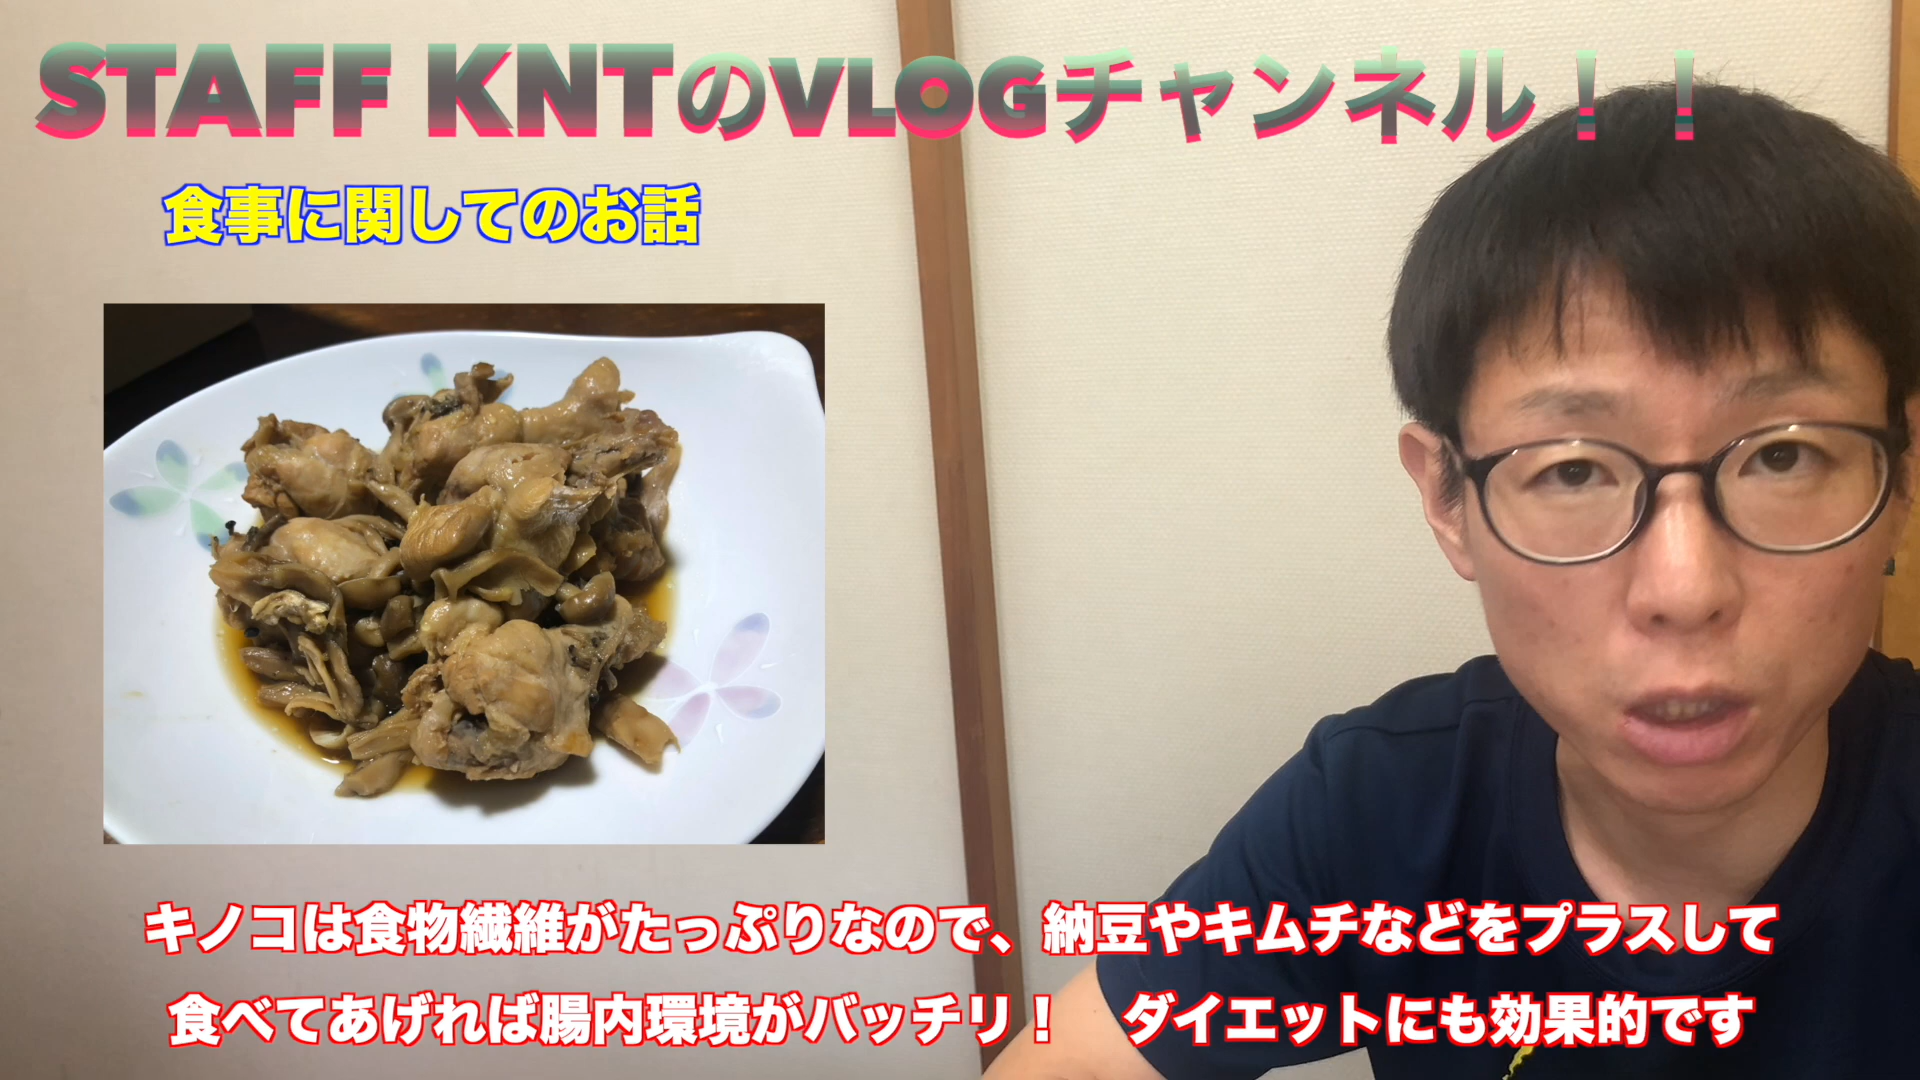 STAFF KNTのVLOGチャンネル！！
食事に関してのお話
キノコは食物繊維がたっぷりなので、納豆やキムチなどをプラスして
食べてあげれば腸内環境がバッチリ！　ダイエットにも効果的です